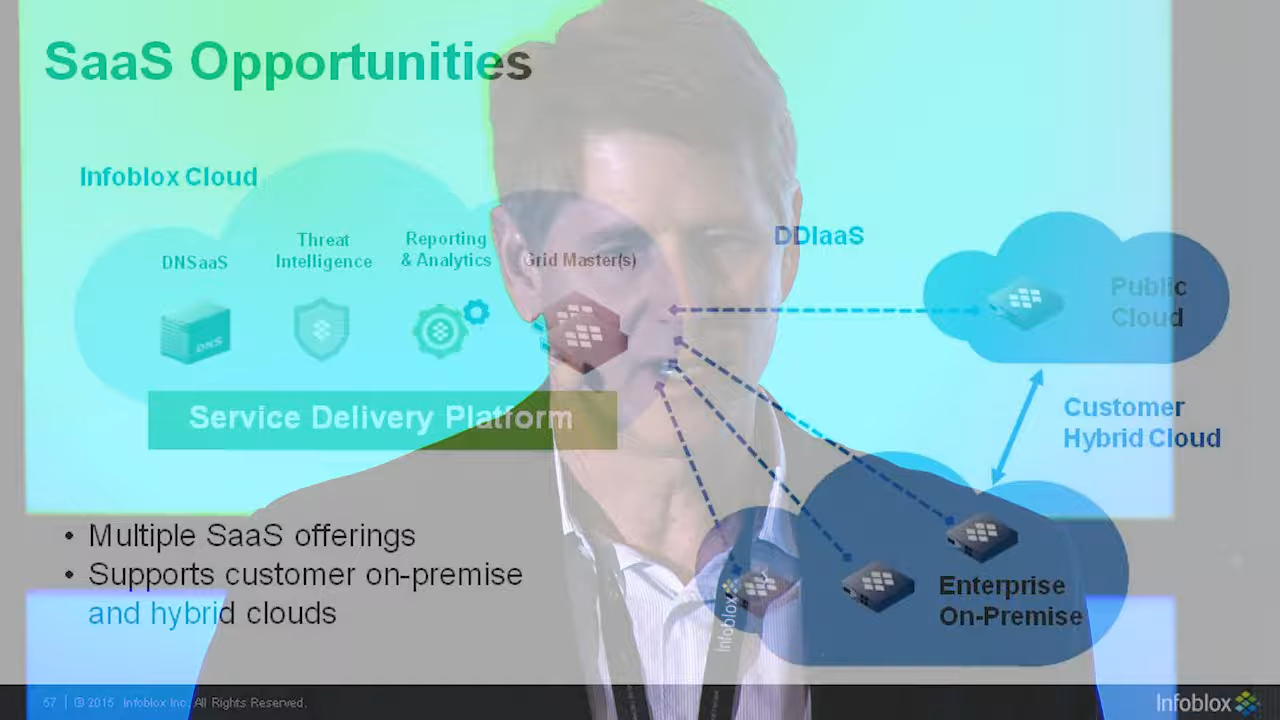 SaaS Opportunities
Infoblox Cloud
DNSaaS
Threat
Intelligence
Reporting
& Analytics
Grid Master(s)
DNS
Service Delivery Platform
DDIaaS
Public
Cloud
Customer
Hybrid Cloud
Enterprise
On-Premise
• Multiple SaaS offerings
• Supports customer on-premise
and hybrid clouds
Infoblox
57 | © 2015 Infoblox Inc. All Rights Reserved.
Infoblox